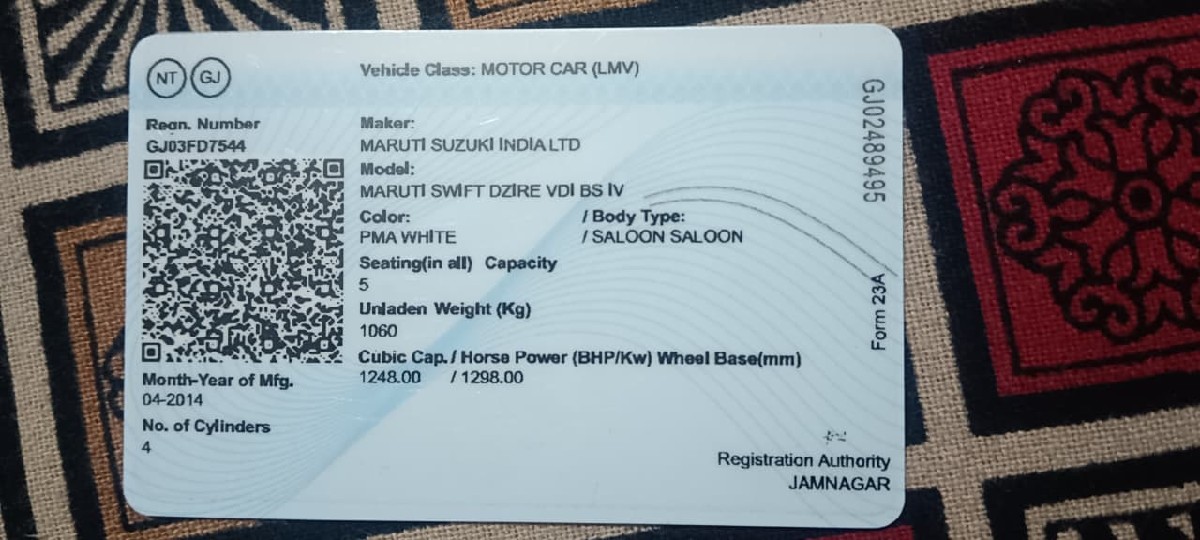 NT GJ
Vehicle Class: MOTOR CAR (LMV)
Regn. Number
GJ03FD7544
Maker:
MARUTI SUZUKI INDIA LTD
Model:
MARUTI SWIFT DZIRE VDI BS IV
Color: / Body Type:
PMA WHITE / SALOON SALOON
Seating(in all) Capacity
5
Unladen Weight (Kg)
1060
Cubic Cap. / Horse Power (BHP/Kw) Wheel Base(mm)
1248.00 / 1298.00
Month-Year of Mfg.
04-2014
No. of Cylinders
4
GJ02489495
Form 23A
Registration Authority
JAMNAGAR